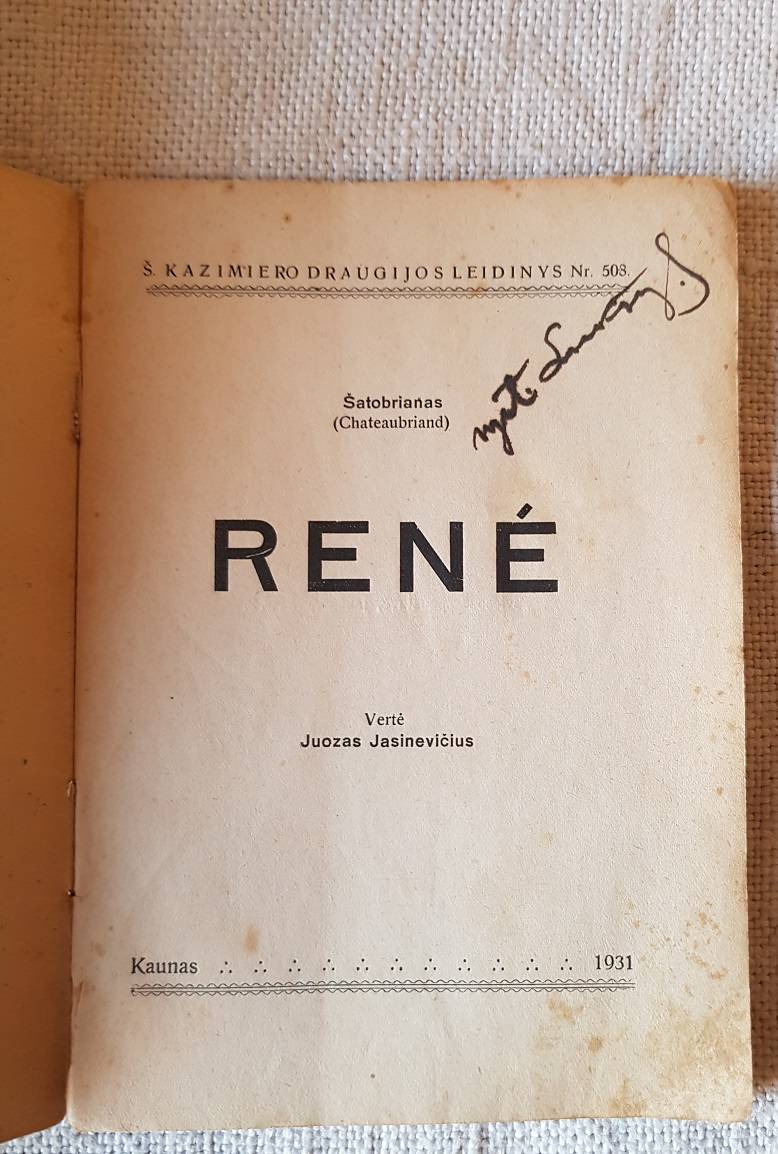 Š. KAZIMIERO DRAUGIJOS LEIDINYS Nr. 508.
Šatobrianas
(Chateaubriand)
RENÉ
Vertė
Juozas Jasinevičius
Kaunas ∴ ∴ ∴ ∴ ∴ ∴ ∴ ∴ ∴ ∴ ∴ 1931